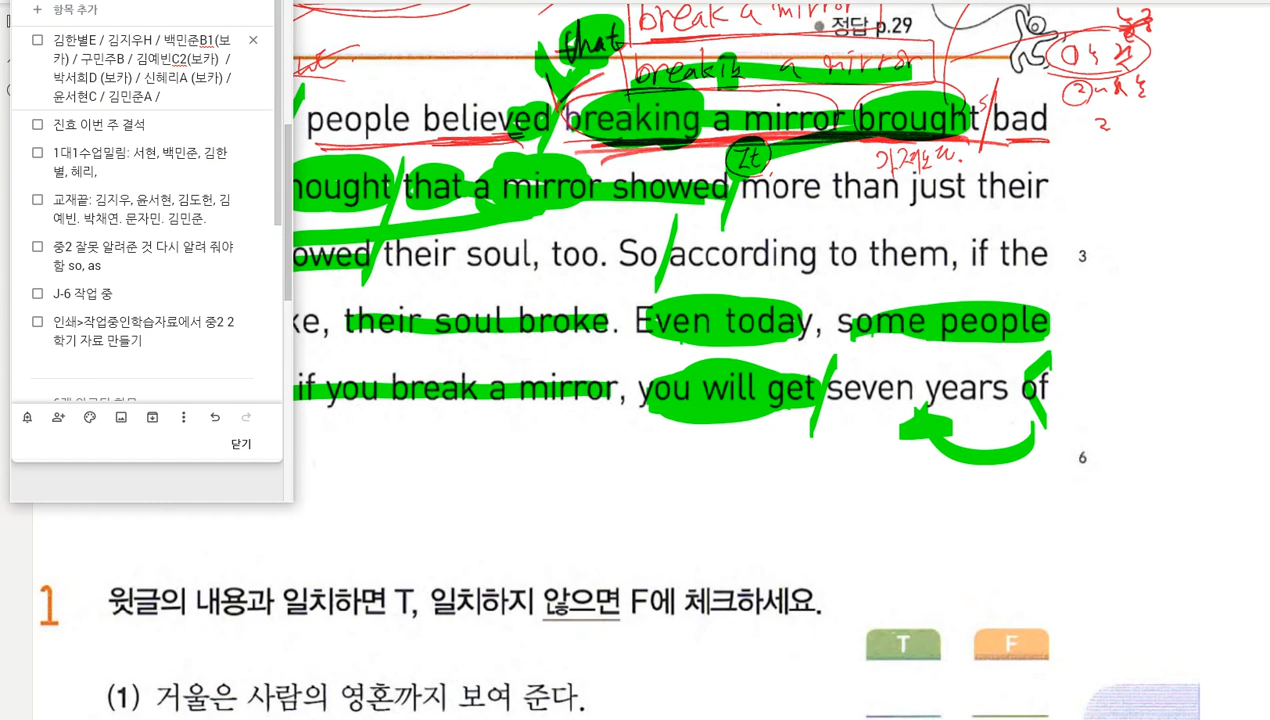 항목 추가
김한별E / 김지우H / 백민준B1(보
카) / 구민주B / 김예빈C2(보카) /
박서희D (보카) / 신혜리A (보카) /
윤서현C / 김민준A /
진효 이번 주 결석
1대1수업밀림: 서현, 백민준, 김한
별, 혜리,
교재끝: 김지우, 윤서현, 김도헌, 김
예빈. 박채연. 문자민. 김민준.
중2 잘못 알려준 것 다시 알려 줘야
함 so, as
J-6 작업 중
인쇄>작업중인학습자료에서 중2 2
학기 자료 만들기
닫기
break a mirror
정답 p.29
that
breaking a mirror
people believed breaking a mirror brought bad
It
hought that a mirror showed more than just their
owed their soul, too. So according to them, if the
3
ke, their soul broke. Even today, some people
if you break a mirror, you will get seven years of
6
1 윗글의 내용과 일치하면 T, 일치하지 않으면 F에 체크하세요.
T F
(1) 거울은 사람의 영혼까지 보여 준다.